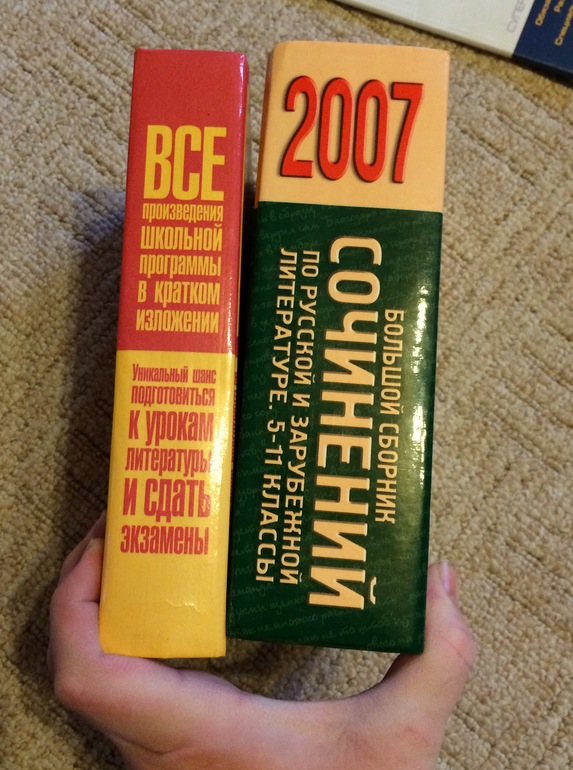 ВСЕ
произведения
школьной
программы
в кратком
изложении
Уникальный шанс
подготовиться
к урокам
литературы
и сдать
экзамены
2007
БОЛЬШОЙ СБОРНИК
СОЧИНЕНИЙ
ПО РУССКОЙ И ЗАРУБЕЖНОЙ
ЛИТЕРАТУРЕ. 5-11 КЛАССЫ